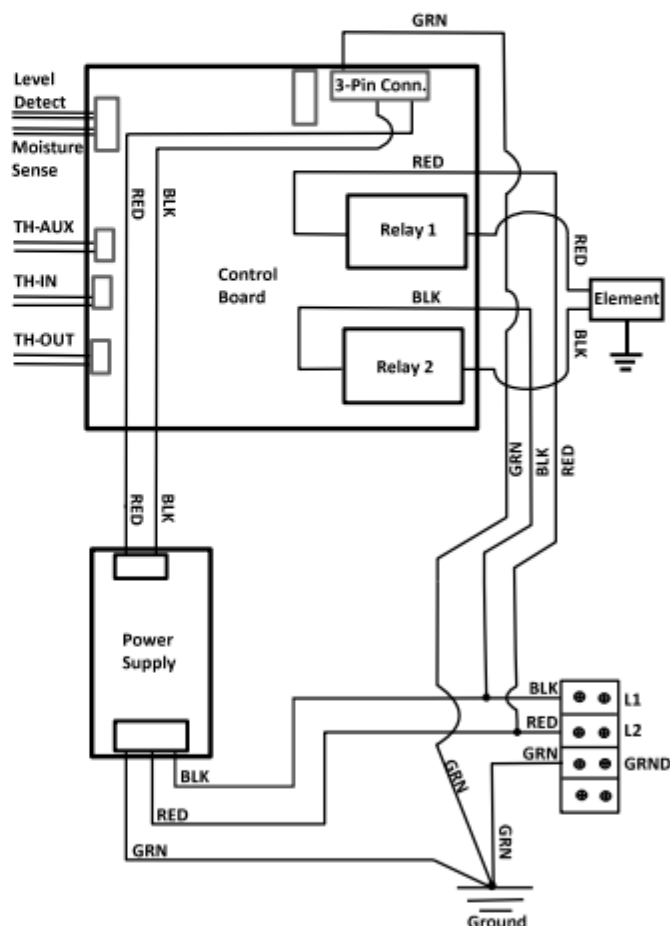 GRN
Level
Detect
3-Pin Conn.
Moisture
Sense
RED
BLK
RED
TH-AUX
Relay 1
RED
TH-IN
Control
Board
BLK
Element
BLK
TH-OUT
Relay 2
GRN
BLK
RED
RED
BLK
Power
Supply
BLK
L1
RED
L2
GRN
GRND
BLK
GRN
RED
GRN
GRN
Ground